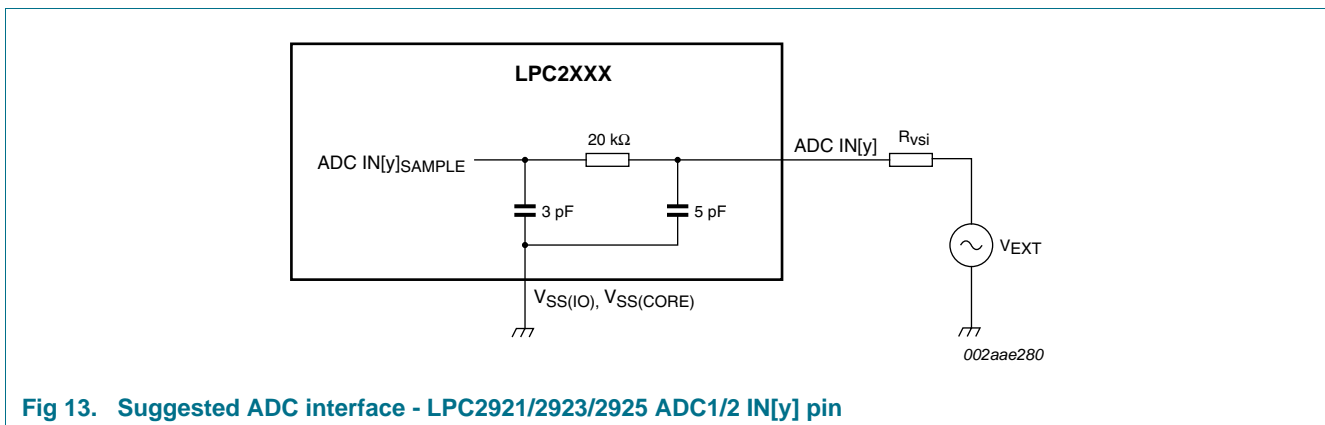 LPC2XXX
20 kΩ
ADC IN[y]
Rvsi
ADC IN[y]SAMPLE
3 pF
5 pF
VEXT
VSS(IO), VSS(CORE)
002aae280
Fig 13. Suggested ADC interface - LPC2921/2923/2925 ADC1/2 IN[y] pin